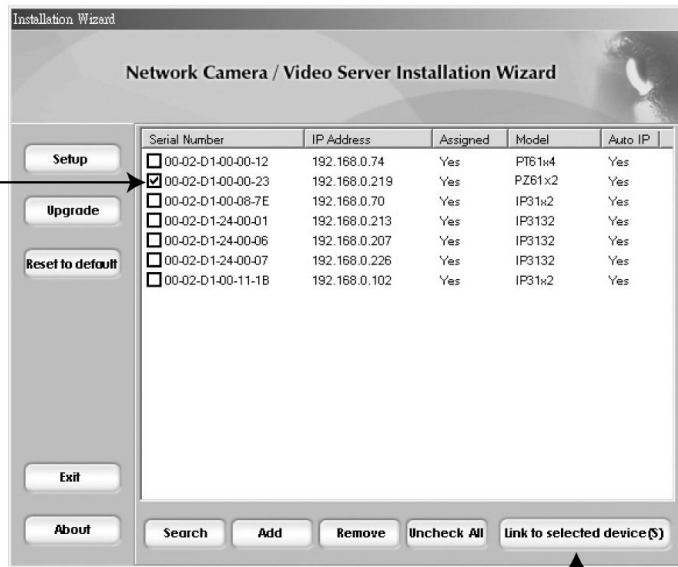 Installation Wizard
Network Camera / Video Server Installation Wizard
Serial Number IP Address Assigned Model Auto IP
00-02-D1-00-00-12 192.168.0.74 Yes PT61x4 Yes
00-02-D1-00-00-23 192.168.0.219 Yes PZ61x2 Yes
00-02-D1-00-08-7E 192.168.0.70 Yes IP31x2 Yes
00-02-D1-24-00-01 192.168.0.213 Yes IP3132 Yes
00-02-D1-24-00-06 192.168.0.207 Yes IP3132 Yes
00-02-D1-24-00-07 192.168.0.226 Yes IP3132 Yes
00-02-D1-00-11-1B 192.168.0.102 Yes IP31x2 Yes
Setup
Upgrade
Reset to default
Exit
About
Search Add Remove Uncheck All Link to selected device(S)